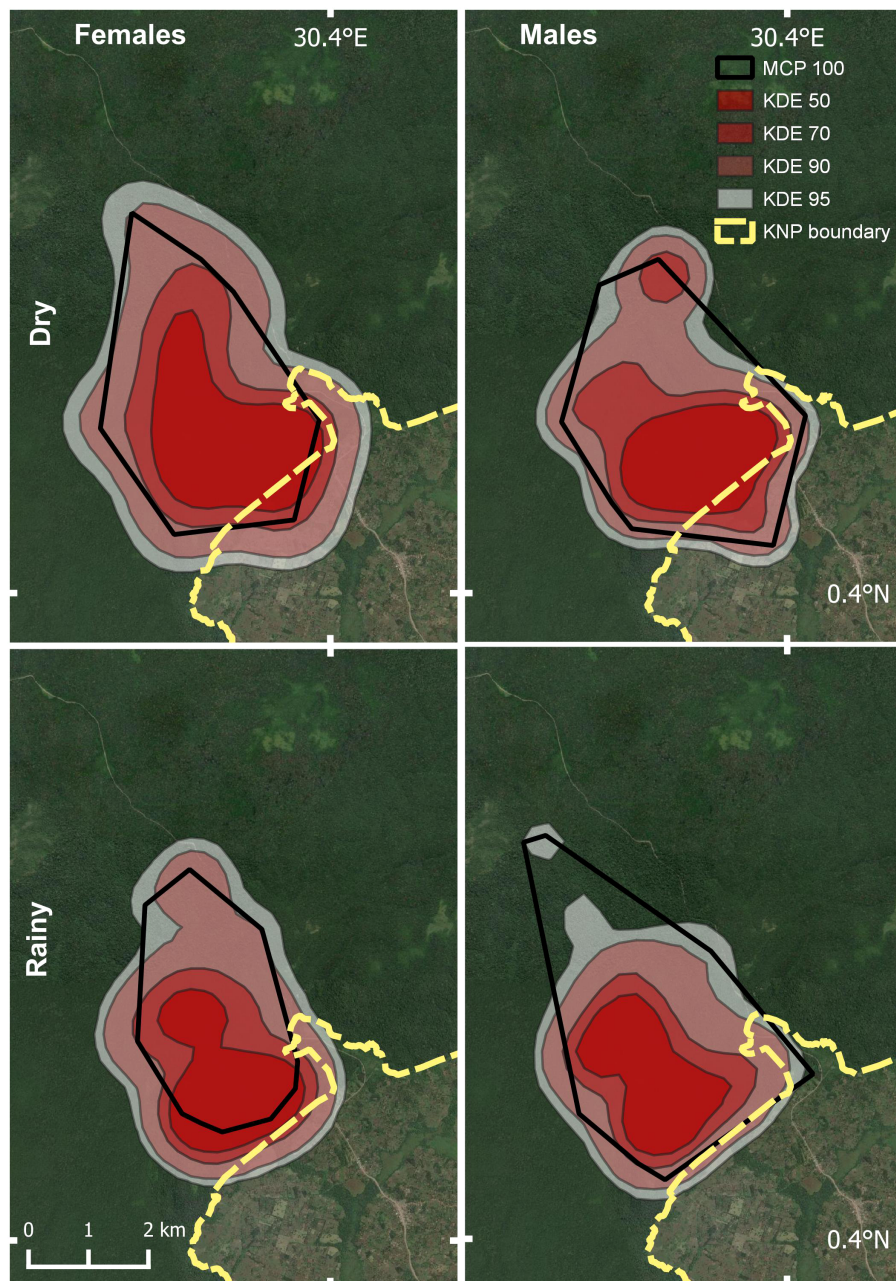 Females
30.4°E
Males
30.4°E
MCP 100
KDE 50
KDE 70
KDE 90
KDE 95
KNP boundary
Dry
0.4°N
Rainy
0 1 2 km
0.4°N